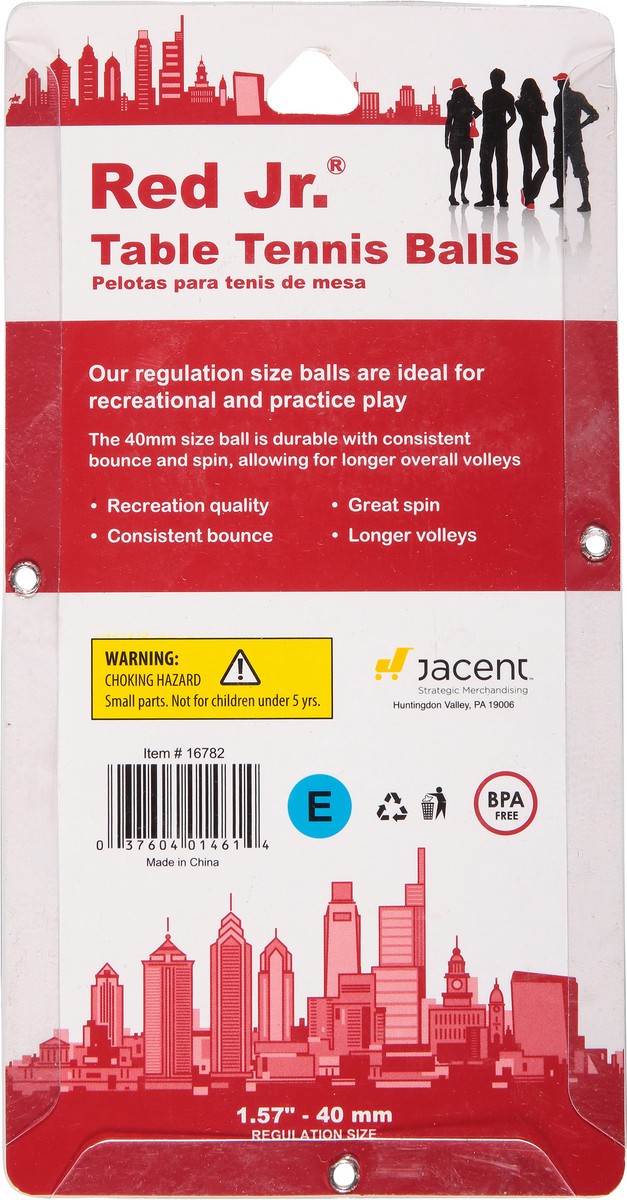 Red Jr.®
Table Tennis Balls
Pelotas para tenis de mesa
Our regulation size balls are ideal for
recreational and practice play
The 40mm size ball is durable with consistent
bounce and spin, allowing for longer overall volleys
• Recreation quality
• Consistent bounce
• Great spin
• Longer volleys
WARNING:
CHOKING HAZARD
Small parts. Not for children under 5 yrs.
Jacent™
Strategic Merchandising
Huntingdon Valley, PA 19006
Item # 16782
0 37604 01461 4
Made in China
E
BPA
FREE
1.57" - 40 mm
REGULATION SIZE